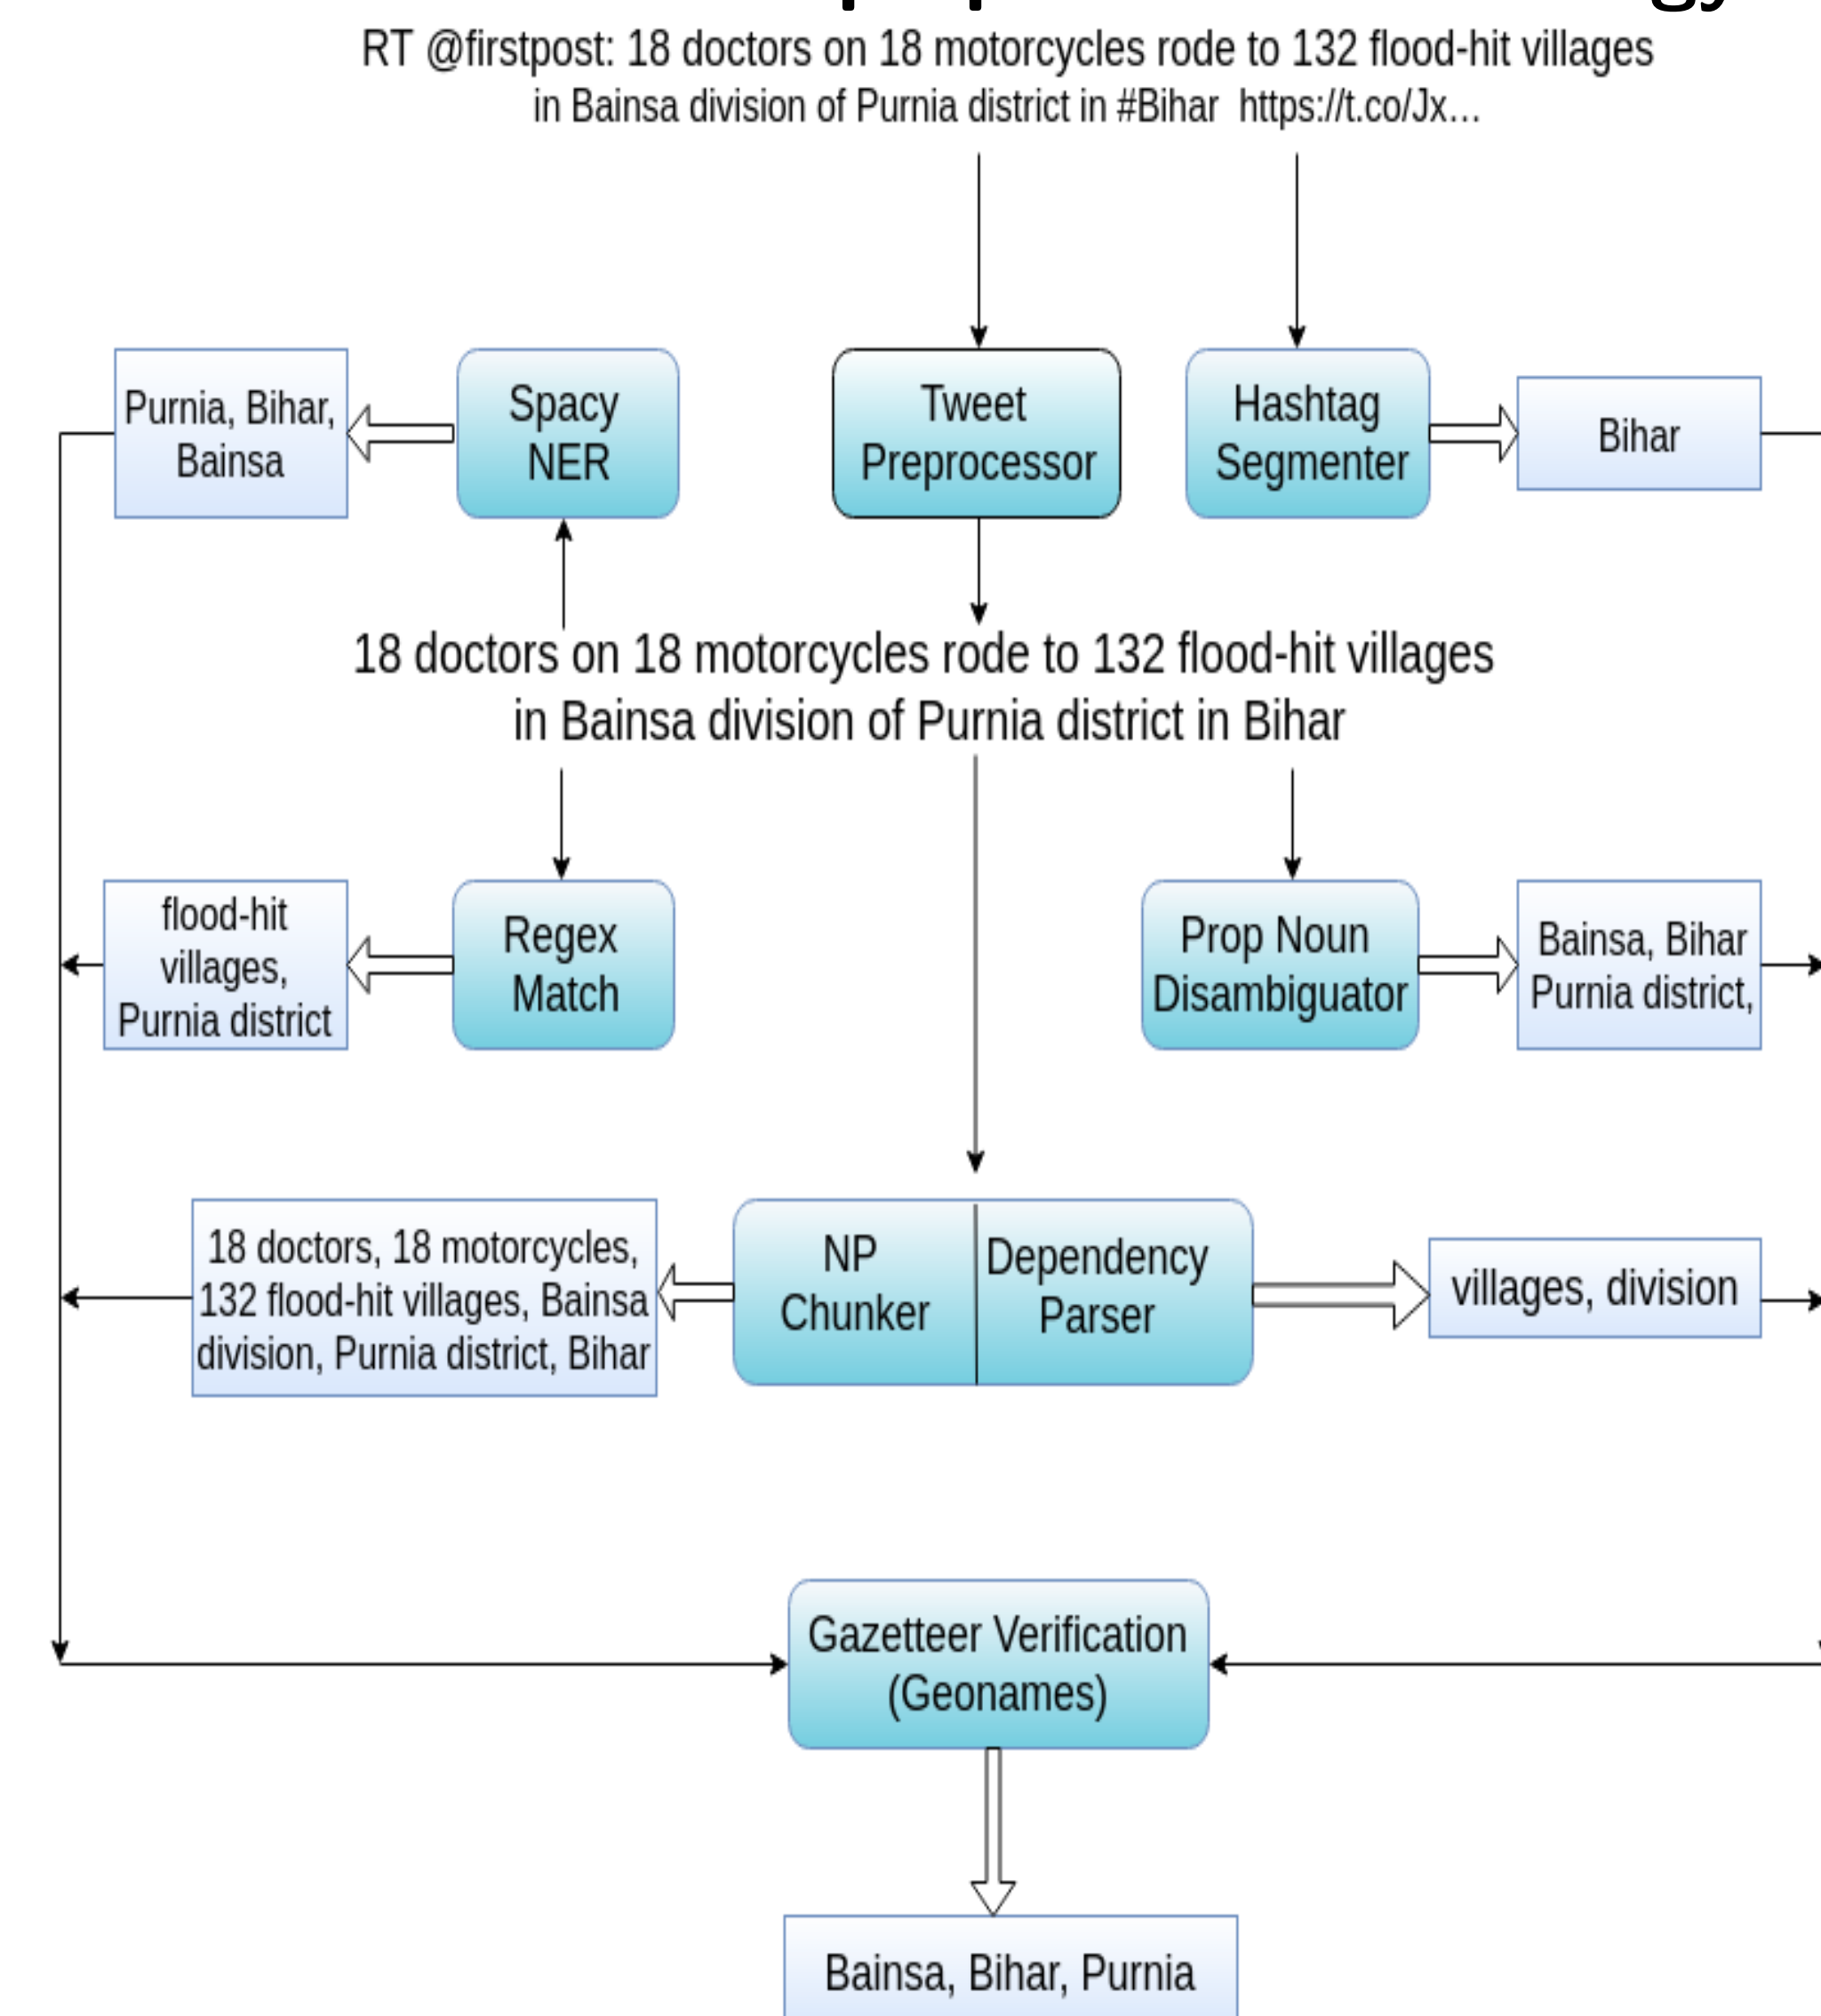 RT @firstpost: 18 doctors on 18 motorcycles rode to 132 flood-hit villages
in Bainsa division of Purnia district in #Bihar https://t.co/Jx...
Purnia, Bihar,
Bainsa
Spacy
NER
Tweet
Preprocessor
Hashtag
Segmenter
Bihar
18 doctors on 18 motorcycles rode to 132 flood-hit villages
in Bainsa division of Purnia district in Bihar
flood-hit
villages,
Purnia district
Regex
Match
Prop Noun
Disambiguator
Bainsa, Bihar
Purnia district,
18 doctors, 18 motorcycles,
132 flood-hit villages, Bainsa
division, Purnia district, Bihar
NP
Chunker
Dependency
Parser
villages, division
Gazetteer Verification
(Geonames)
Bainsa, Bihar, Purnia